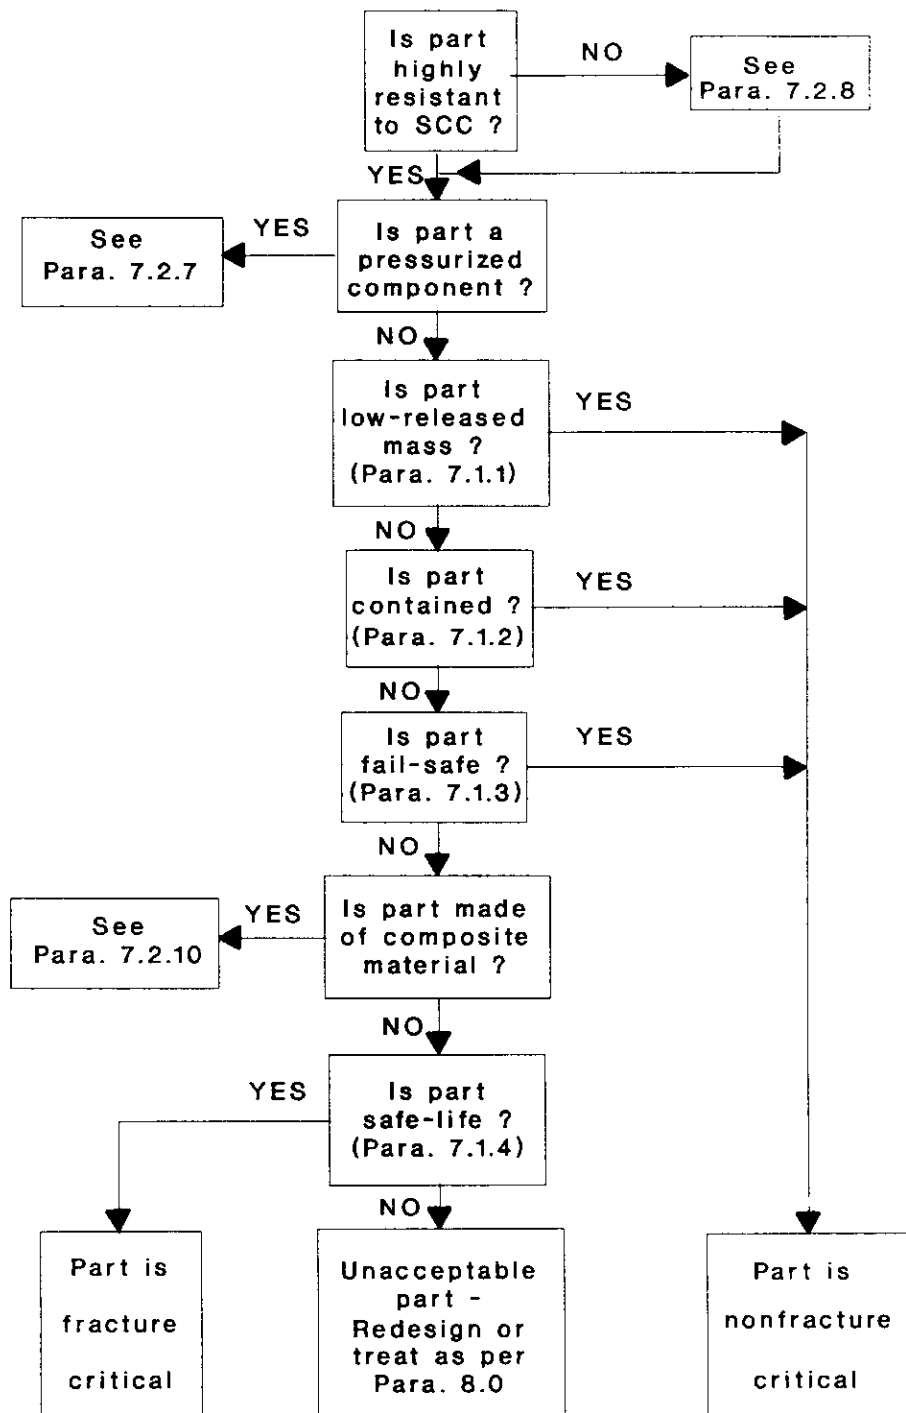 Is part
highly
resistant
to SCC ?
NO
See
Para. 7.2.8
YES
Is part a
pressurized
component ?
YES
See
Para. 7.2.7
NO
Is part
low-released
mass ?
(Para. 7.1.1)
YES
NO
Is part
contained ?
(Para. 7.1.2)
YES
NO
Is part
fail-safe ?
(Para. 7.1.3)
YES
NO
Is part made
of composite
material ?
YES
See
Para. 7.2.10
NO
Is part
safe-life ?
(Para. 7.1.4)
YES
NO
Part is
fracture
critical
Unacceptable
part -
Redesign or
treat as per
Para. 8.0
Part is
nonfracture
critical